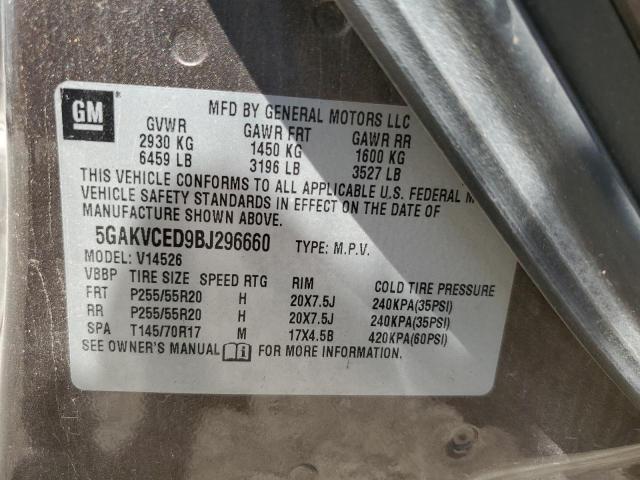 GM
MFD BY GENERAL MOTORS LLC
GVWR GAWR FRT GAWR RR
2930 KG 1450 KG 1600 KG
6459 LB 3196 LB 3527 LB
THIS VEHICLE CONFORMS TO ALL APPLICABLE U.S. FEDERAL
VEHICLE SAFETY STANDARDS IN EFFECT ON THE DATE OF
MANUFACTURE SHOWN ABOVE.
5GAKVCED9BJ296660 TYPE: M.P.V.
MODEL: V14526
VBBP TIRE SIZE SPEED RTG RIM COLD TIRE PRESSURE
FRT P255/55R20 H 20X7.5J 240KPA(35PSI)
RR P255/55R20 H 20X7.5J 240KPA(35PSI)
SPA T145/70R17 M 17X4.5B 420KPA(60PSI)
SEE OWNER'S MANUAL FOR MORE INFORMATION.